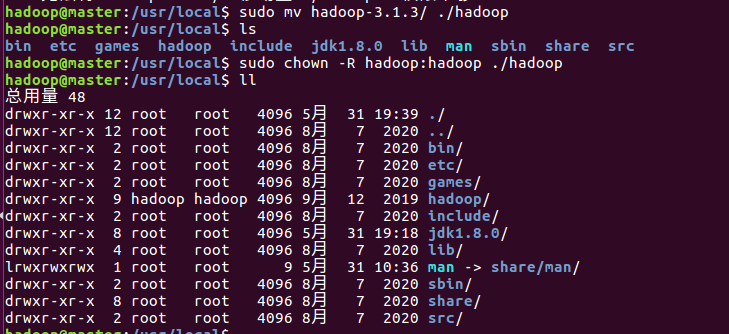 hadoop@master:/usr/local$ sudo mv hadoop-3.1.3/ ./hadoop
hadoop@master:/usr/local$ ls
bin etc games hadoop include jdk1.8.0 lib man sbin share src
hadoop@master:/usr/local$ sudo chown -R hadoop:hadoop ./hadoop
hadoop@master:/usr/local$ ll
总用量 48
drwxr-xr-x 12 root root 4096 5月 31 19:39 ./
drwxr-xr-x 12 root root 4096 8月 7 2020 ../
drwxr-xr-x 2 root root 4096 8月 7 2020 bin/
drwxr-xr-x 2 root root 4096 8月 7 2020 etc/
drwxr-xr-x 2 root root 4096 8月 7 2020 games/
drwxr-xr-x 9 hadoop hadoop 4096 9月 12 2019 hadoop/
drwxr-xr-x 2 root root 4096 8月 7 2020 include/
drwxr-xr-x 8 root root 4096 5月 31 19:18 jdk1.8.0/
drwxr-xr-x 4 root root 4096 8月 7 2020 lib/
lrwxrwxrwx 1 root root 9 5月 31 10:36 man -> share/man/
drwxr-xr-x 2 root root 4096 8月 7 2020 sbin/
drwxr-xr-x 8 root root 4096 8月 7 2020 share/
drwxr-xr-x 2 root root 4096 8月 7 2020 src/
hadoop@master:/usr/local$